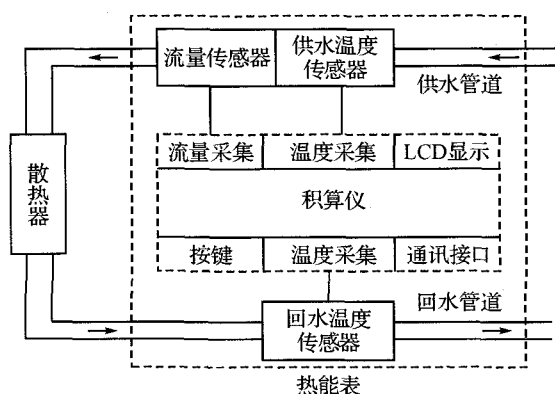 流量传感器
供水温度
传感器
供水管道
流量采集
温度采集
LCD显示
散热器
积算仪
按键
温度采集
通讯接口
回水管道
回水温度
传感器
热能表